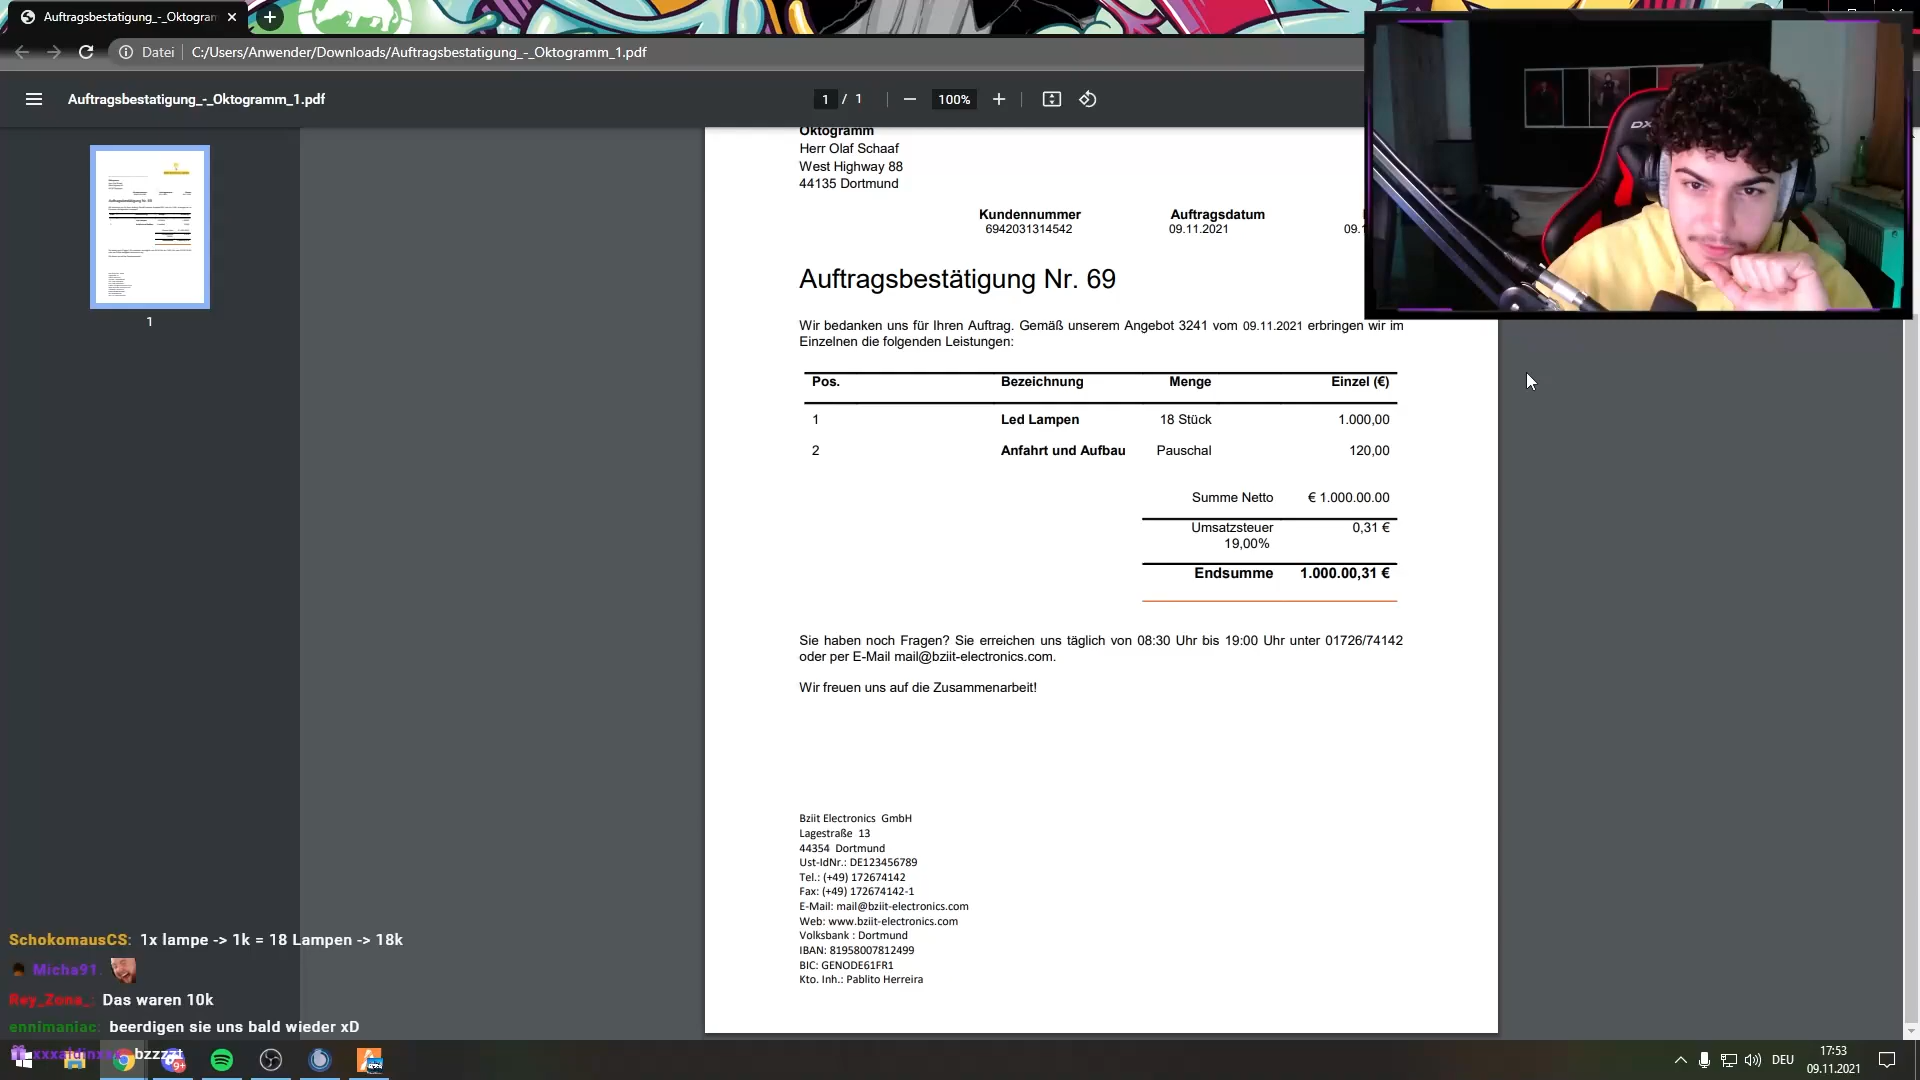 Auftragsbestatigung_-_Oktogram
Datei
C:/Users/Anwender/Downloads/Auftragsbestatigung_-_Oktogramm_1.pdf
Auftragsbestatigung_-_Oktogramm_1.pdf
1 / 1
100%
1
Oktogramm
Herr Olaf Schaaf
West Highway 88
44135 Dortmund
Kundennummer Auftragsdatum
6942031314542 09.11.2021 09.1
Auftragsbestätigung Nr. 69
Wir bedanken uns für Ihren Auftrag. Gemäß unserem Angebot 3241 vom 09.11.2021 erbringen wir im
Einzelnen die folgenden Leistungen:
Pos. Bezeichnung Menge Einzel (€)
1 Led Lampen 18 Stück 1.000,00
2 Anfahrt und Aufbau Pauschal 120,00
Summe Netto € 1.000.00.00
Umsatzsteuer 0,31 €
19,00%
Endsumme 1.000.00,31 €
Sie haben noch Fragen? Sie erreichen uns täglich von 08:30 Uhr bis 19:00 Uhr unter 01726/74142
oder per E-Mail mail@bziit-electronics.com.
Wir freuen uns auf die Zusammenarbeit!
Bziit Electronics GmbH
Lagestraße 13
44354 Dortmund
Ust-IdNr.: DE123456789
Tel.: (+49) 172674142
Fax: (+49) 172674142-1
E-Mail: mail@bziit-electronics.com
Web: www.bziit-electronics.com
Volksbank : Dortmund
IBAN: 81958007812499
BIC: GENODE61FR1
Kto. Inh.: Pablito Herreira
SchokomausCS: 1x lampe -> 1k = 18 Lampen -> 18k
Micha91:
Rey_Zona_: Das waren 10k
ennimaniac: beerdigen sie uns bald wieder xD
bzzzzt
9+
DEU
17:53
09.11.2021